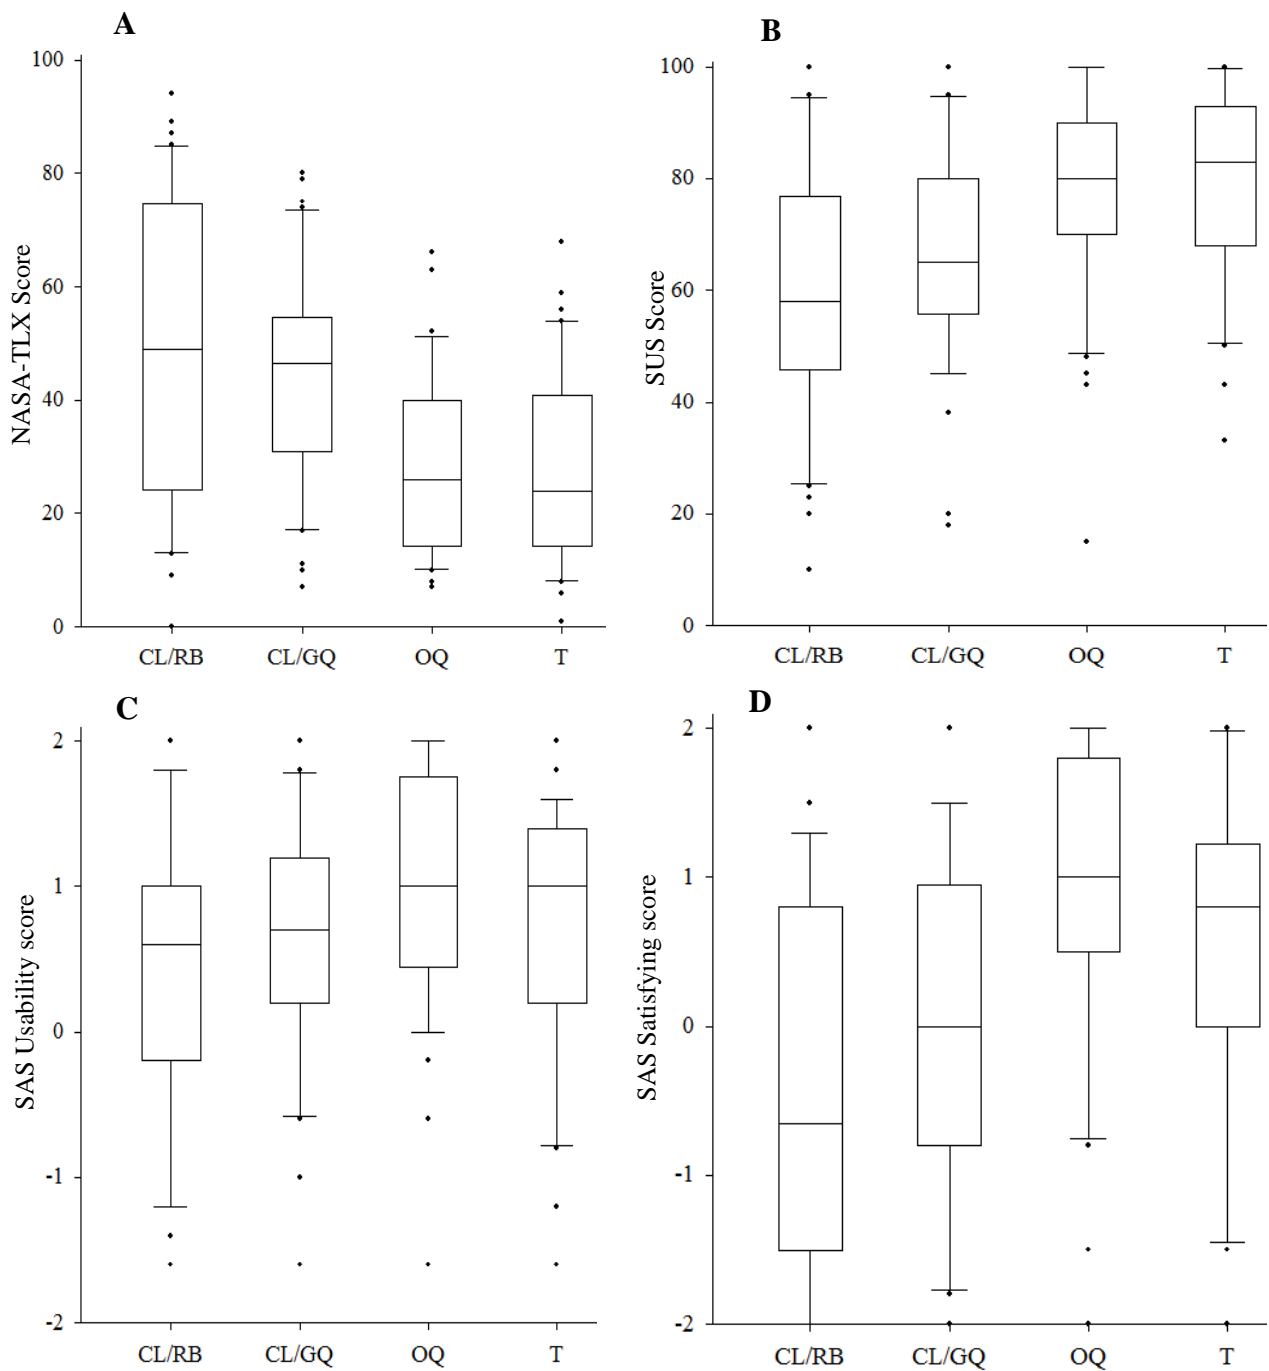 A
100
80
60
40
20
0
NASA-TLX Score
CL/RB CL/GQ OQ T
B
100
80
60
40
20
0
SUS Score
CL/RB CL/GQ OQ T
C
2
1
0
-1
-2
SAS Usability score
CL/RB CL/GQ OQ T
D
2
1
0
-1
-2
SAS Satisfying score
CL/RB CL/GQ OQ T